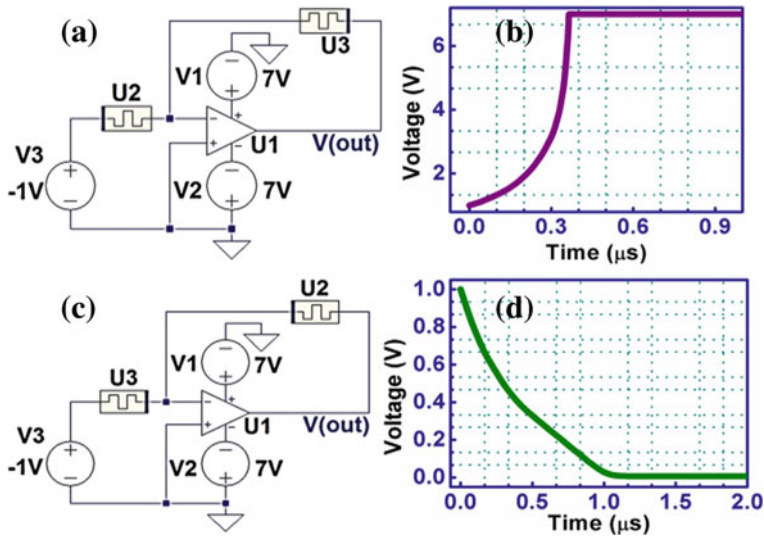 (a)
U3
V1
7V
U2
−
+
−
+
+
−
U1
V(out)
V3
-1V
+
−
V2
−
+
7V
(b)
Voltage (V)
6
4
2
0.0 0.3 0.6 0.9
Time (μs)
(c)
U2
V1
7V
U3
−
+
−
+
+
−
U1
V(out)
V3
-1V
+
−
V2
−
+
7V
(d)
Voltage (V)
1.0
0.8
0.6
0.4
0.2
0.0
0.0 0.5 1.0 1.5 2.0
Time (μs)